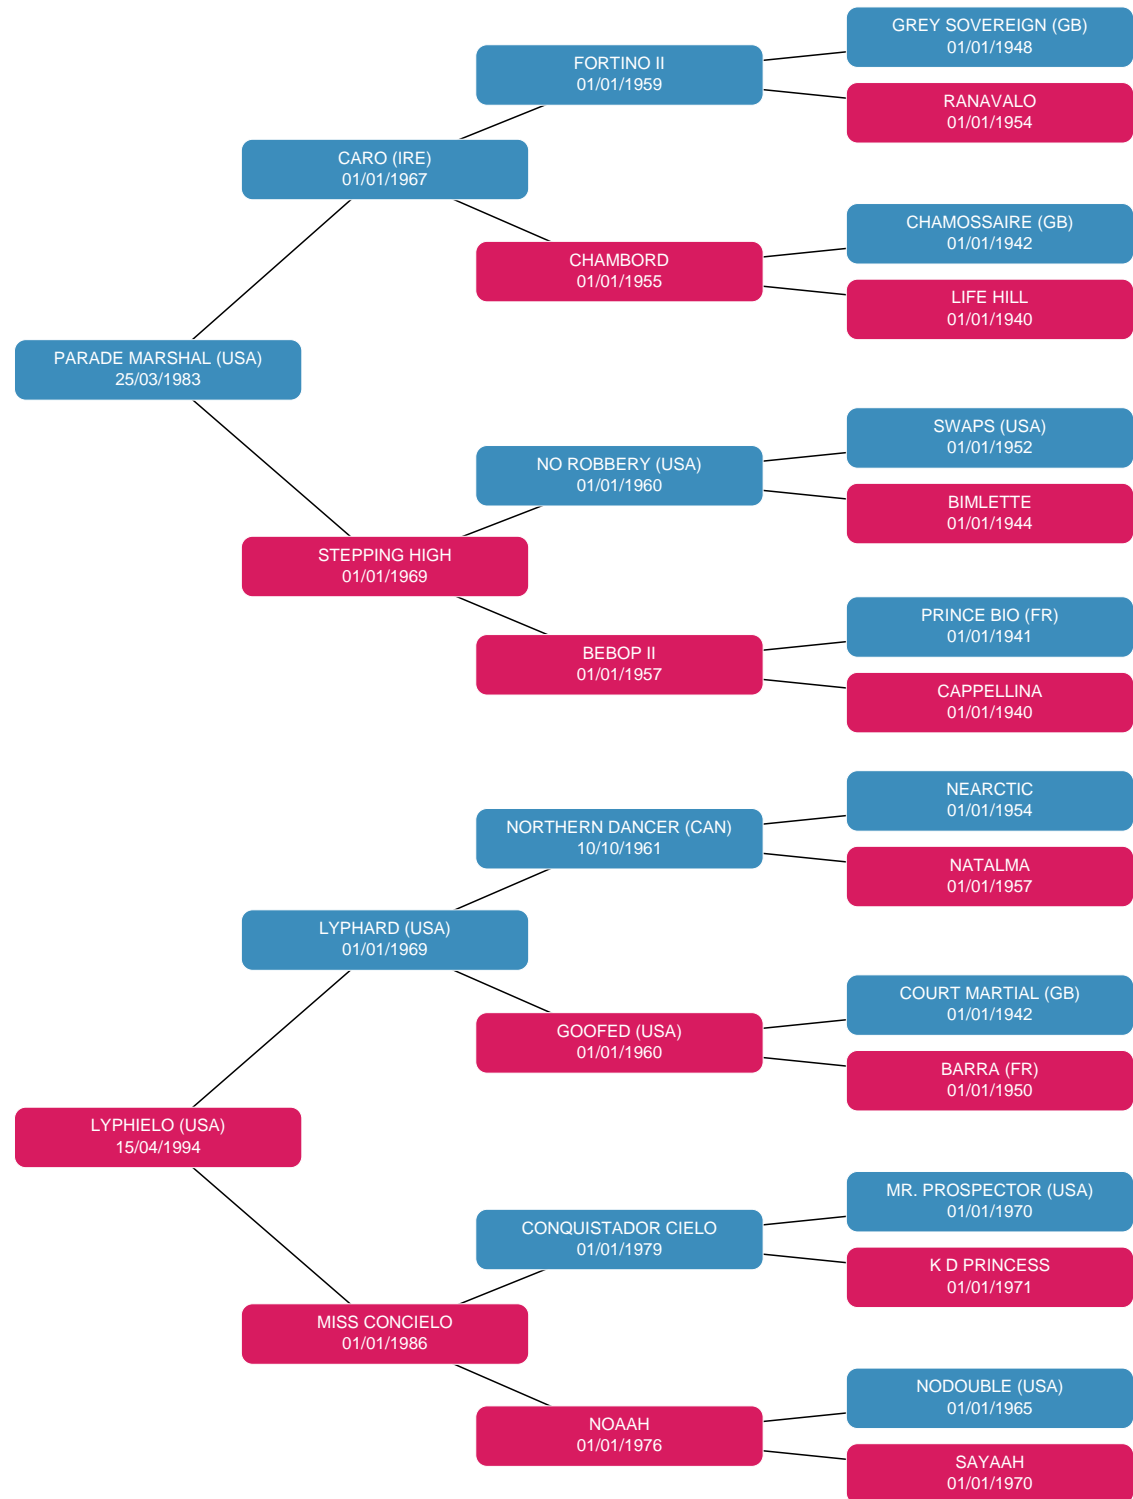 GREY SOVEREIGN (GB)
01/01/1948
FORTINO II
01/01/1959
RANAVALO
01/01/1954
CARO (IRE)
01/01/1967
CHAMOSSAIRE (GB)
01/01/1942
CHAMBORD
01/01/1955
LIFE HILL
01/01/1940
PARADE MARSHAL (USA)
25/03/1983
SWAPS (USA)
01/01/1952
NO ROBBERY (USA)
01/01/1960
BIMLETTE
01/01/1944
STEPPING HIGH
01/01/1969
PRINCE BIO (FR)
01/01/1941
BEBOP II
01/01/1957
CAPPELLINA
01/01/1940
NEARCTIC
01/01/1954
NORTHERN DANCER (CAN)
10/10/1961
NATALMA
01/01/1957
LYPHARD (USA)
01/01/1969
COURT MARTIAL (GB)
01/01/1942
GOOFED (USA)
01/01/1960
BARRA (FR)
01/01/1950
LYPHIELO (USA)
15/04/1994
MR. PROSPECTOR (USA)
01/01/1970
CONQUISTADOR CIELO
01/01/1979
K D PRINCESS
01/01/1971
MISS CONCIELO
01/01/1986
NODOUBLE (USA)
01/01/1965
NOAAH
01/01/1976
SAYAAH
01/01/1970